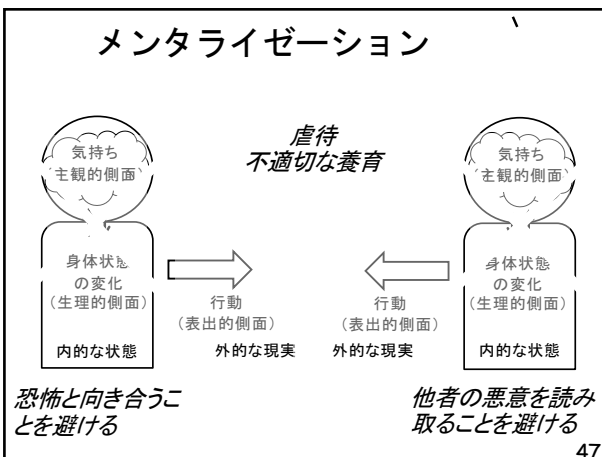 メンタライゼーション
虐待
不適切な養育
気持ち
主観的側面
気持ち
主観的側面
身体状態
の変化
(生理的側面)
内的な状態
行動
(表出的側面)
外的な現実
行動
(表出的側面)
外的な現実
身体状態
の変化
(生理的側面)
内的な状態
恐怖と向き合うこ
とを避ける
他者の悪意を読み
取ることを避ける
47